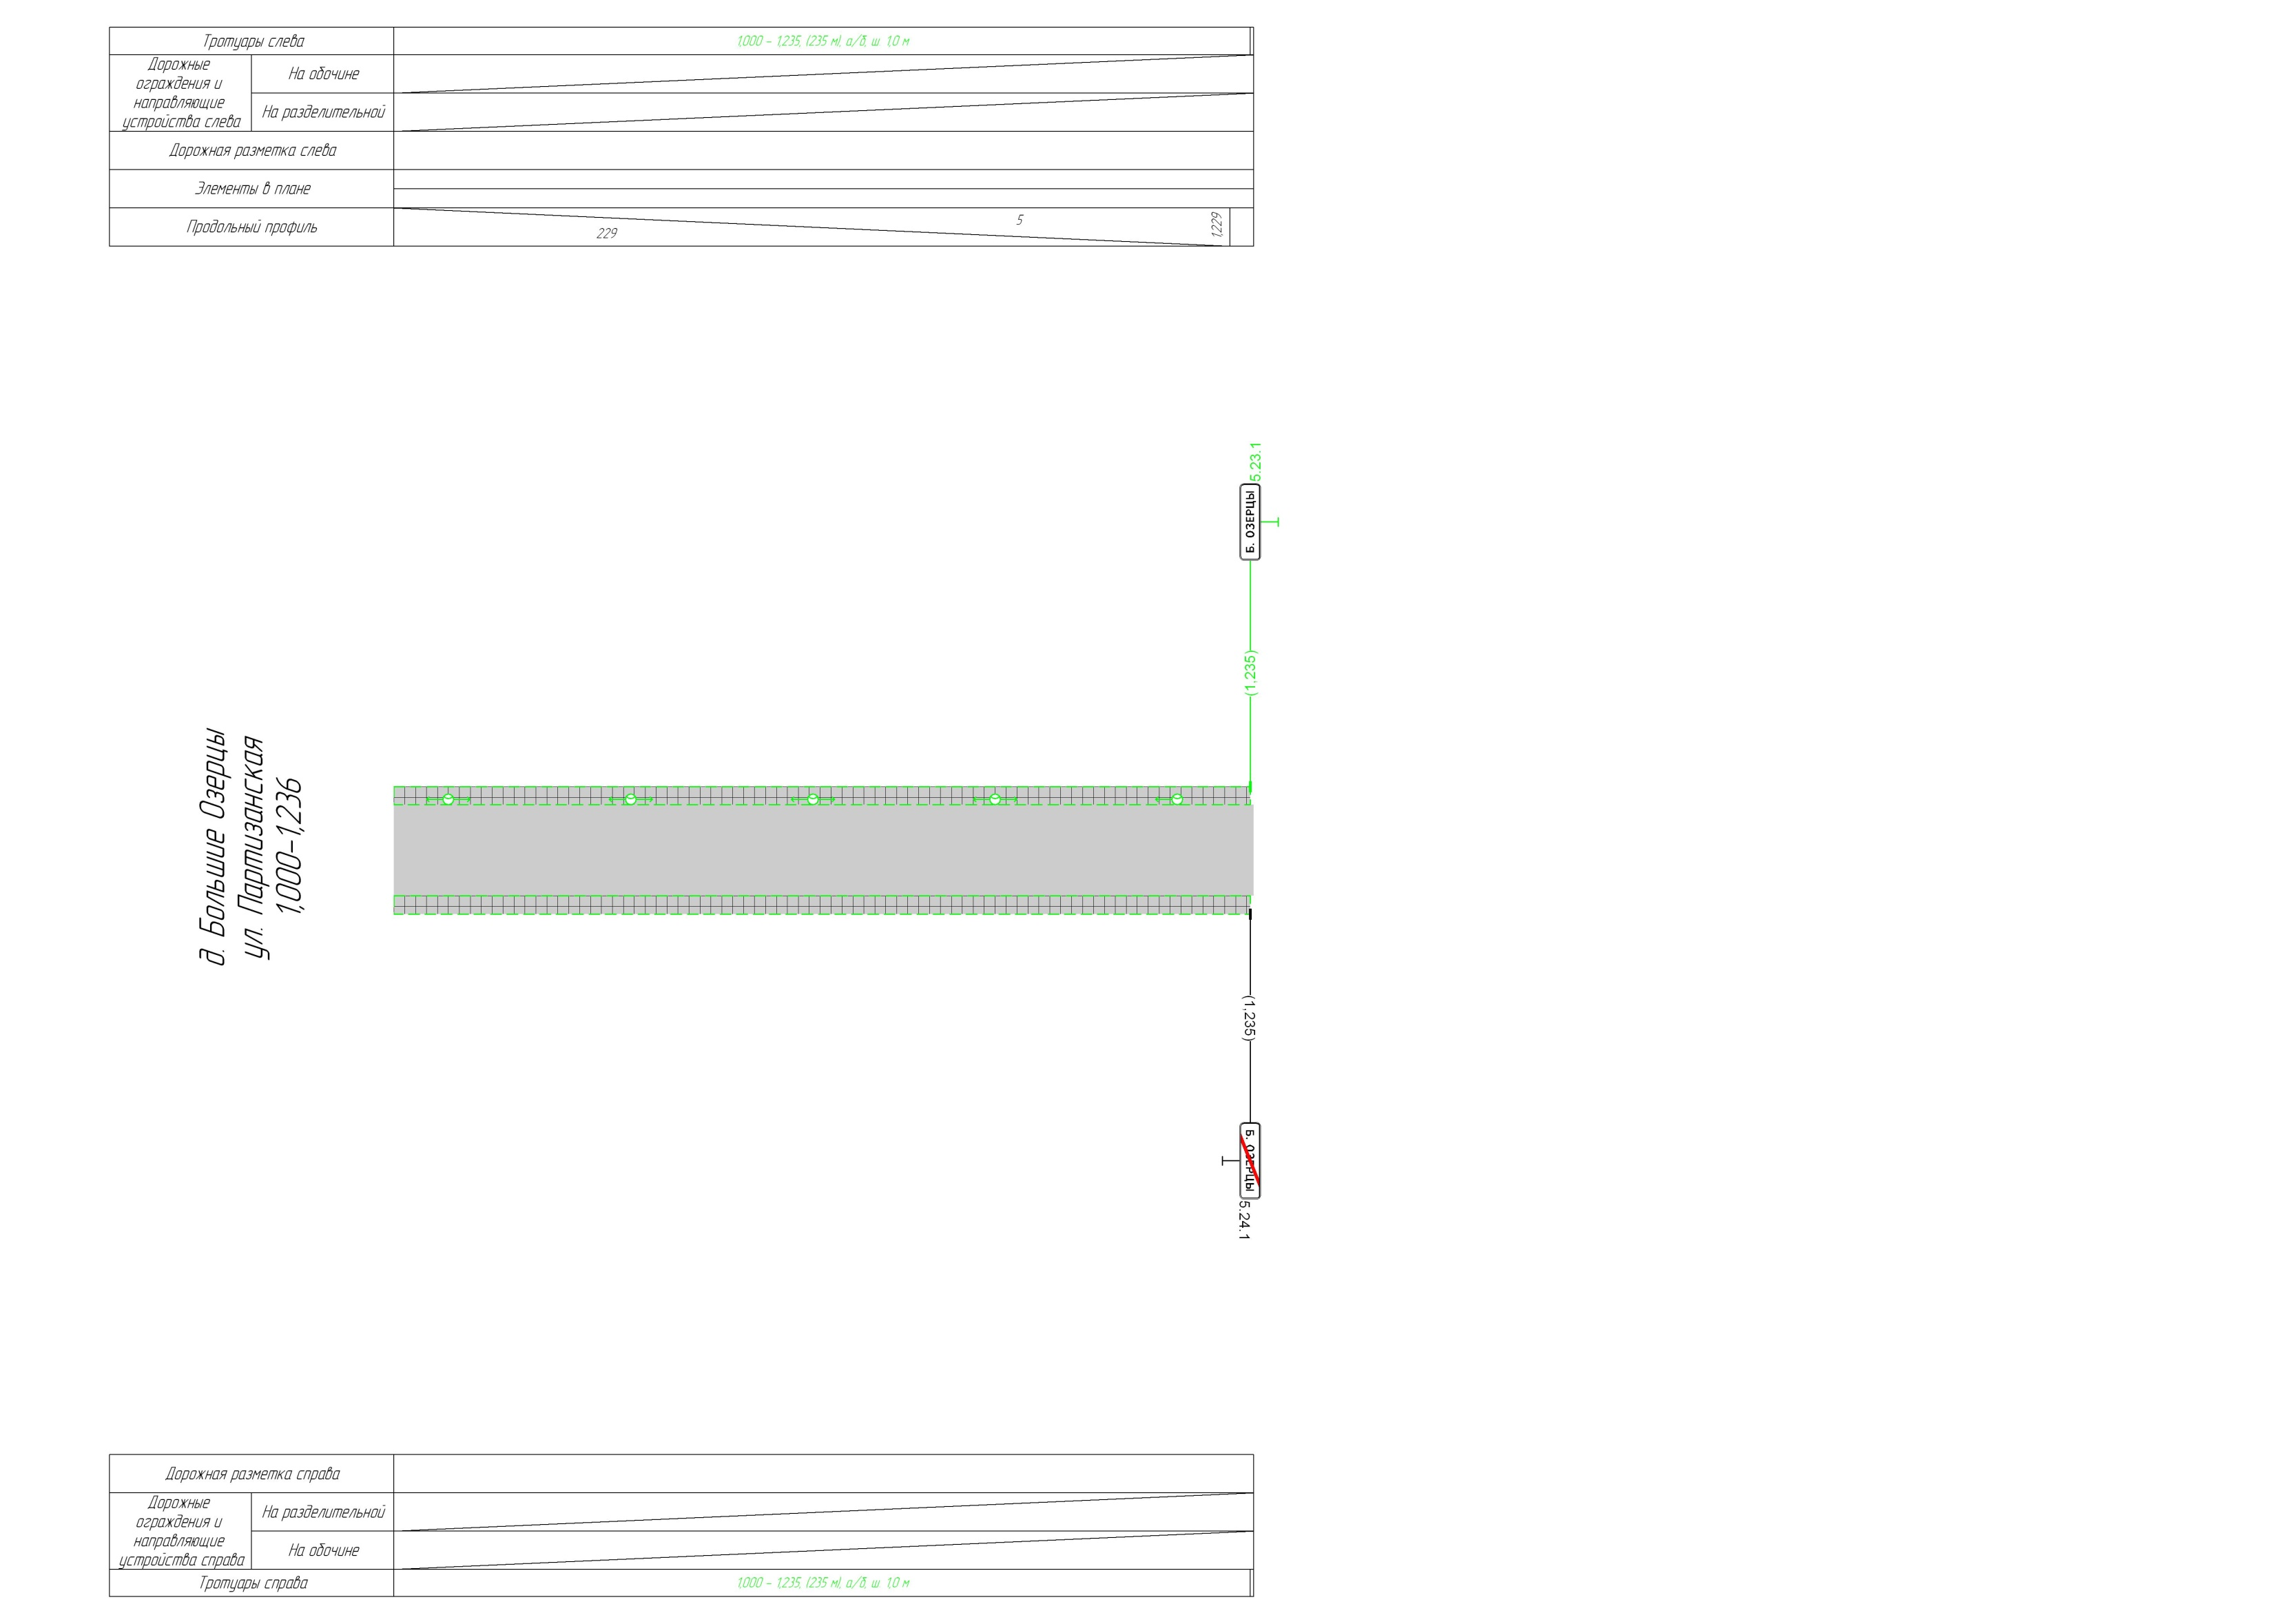 Тротуары слева
1,000 - 1,235, (235 м), а/б, ш 1,0 м
Дорожные
ограждения и
направляющие
устройства слева
На обочине
На разделительной
Дорожная разметка слева
Элементы в плане
Продольный профиль
229
5
1,229
5.23.1
Б. ОЗЕРЦЫ
(1,235)
д. Большие Озерцы
ул. Партизанская
1,000-1,236
(1,235)
Б. ОЗЕРЦЫ
5.24.1
Дорожная разметка справа
Дорожные
ограждения и
направляющие
устройства справа
На разделительной
На обочине
Тротуары справа
1,000 - 1,235, (235 м), а/б, ш 1,0 м